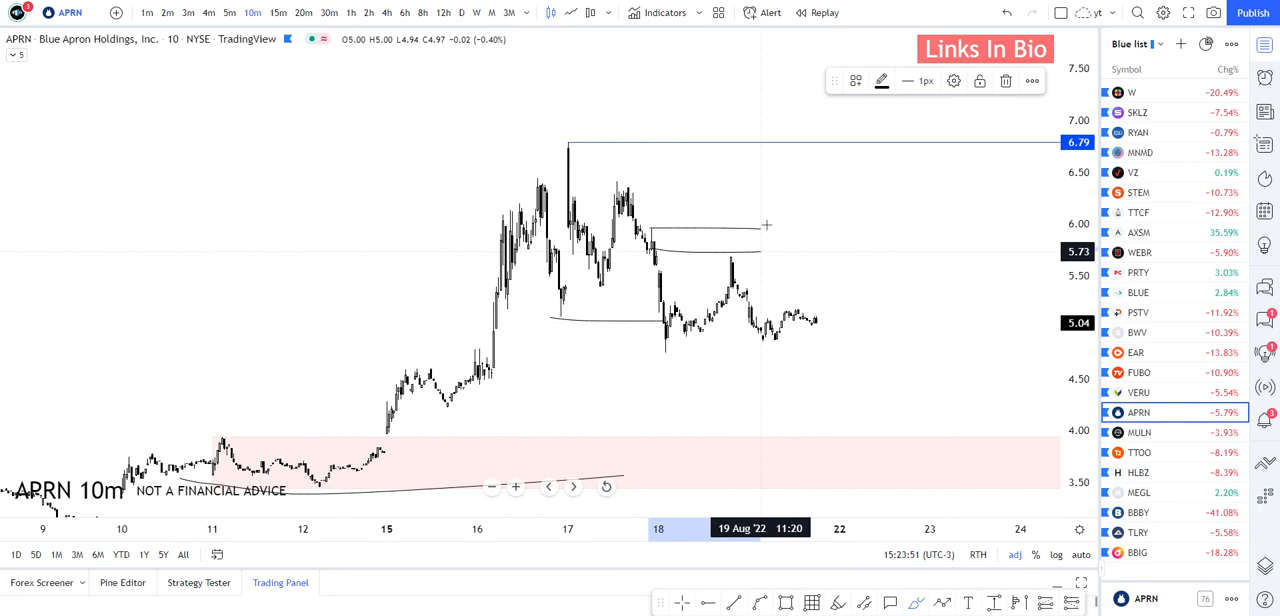 APRN
1m 2m 3m 4m 5m 10m 15m 20m 30m 1h 2h 4h 6h 8h 12h D W M 3M
Indicators
Alert
Replay
yt
Publish
APRN · Blue Apron Holdings, Inc. · 10 · NYSE · TradingView
O5.00 H5.00 L4.94 C4.97 −0.02 (−0.40%)
5
Links In Bio
1px
7.50
7.00
6.79
6.50
6.00
5.73
5.50
5.04
4.50
4.00
3.50
APRN 10m
NOT A FINANCIAL ADVICE
9 10 11 12 15 16 17 18 19 Aug '22 11:20 22 23 24
1D 5D 1M 3M 6M YTD 1Y 5Y All
15:23:51 (UTC-3) RTH adj % log auto
Forex Screener Pine Editor Strategy Tester Trading Panel
Blue list
Symbol Chg%
W −20.49%
SKLZ −7.54%
RYAN −0.79%
MNMD −13.28%
VZ 0.19%
STEM −10.73%
TTCF −12.90%
AXSM 35.59%
WEBR −5.90%
PRTY 3.03%
BLUE 2.84%
PSTV −11.92%
BWV −10.39%
EAR −13.83%
FUBO −10.90%
VERU −5.54%
APRN −5.79%
MULN −3.93%
TTOO −8.19%
HLBZ −8.39%
MEGL 2.20%
BBBY −41.08%
TLRY −5.58%
BBIG −18.28%
APRN 76